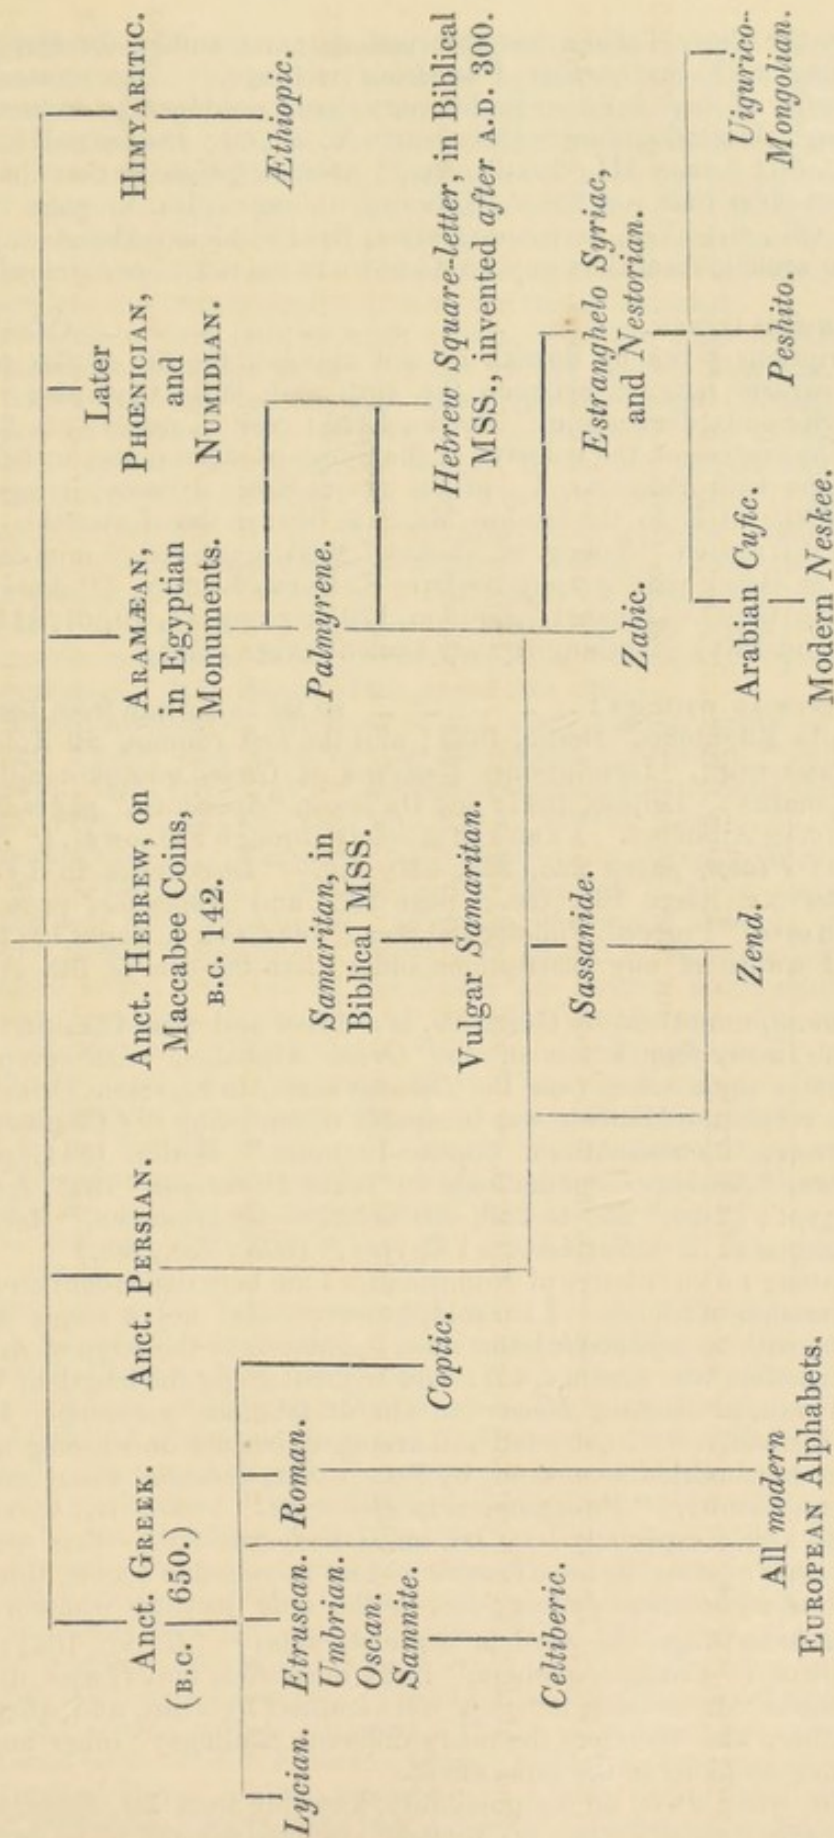 Anct. GREEK.
(B.C. 650.)
Anct. PERSIAN.
Anct. HEBREW, on
Maccabee Coins,
B.C. 142.
ARAMÆAN,
in Egyptian
Monuments.
Later
PHŒNICIAN,
and
NUMIDIAN.
HIMYARITIC.
Lycian.
Etruscan.
Umbrian.
Oscan.
Samnite.
Roman.
Coptic.
Samaritan, in
Biblical MSS.
Palmyrene.
Æthiopic.
Celtiberic.
Vulgar Samaritan.
Hebrew Square-letter, in Biblical
MSS., invented after A.D. 300.
Sassanide.
Zabic.
Estranghelo Syriac,
and Nestorian.
All modern
EUROPEAN Alphabets.
Zend.
Arabian Cufic.
Modern Neskee.
Peshito.
Uigurico-
Mongolian.